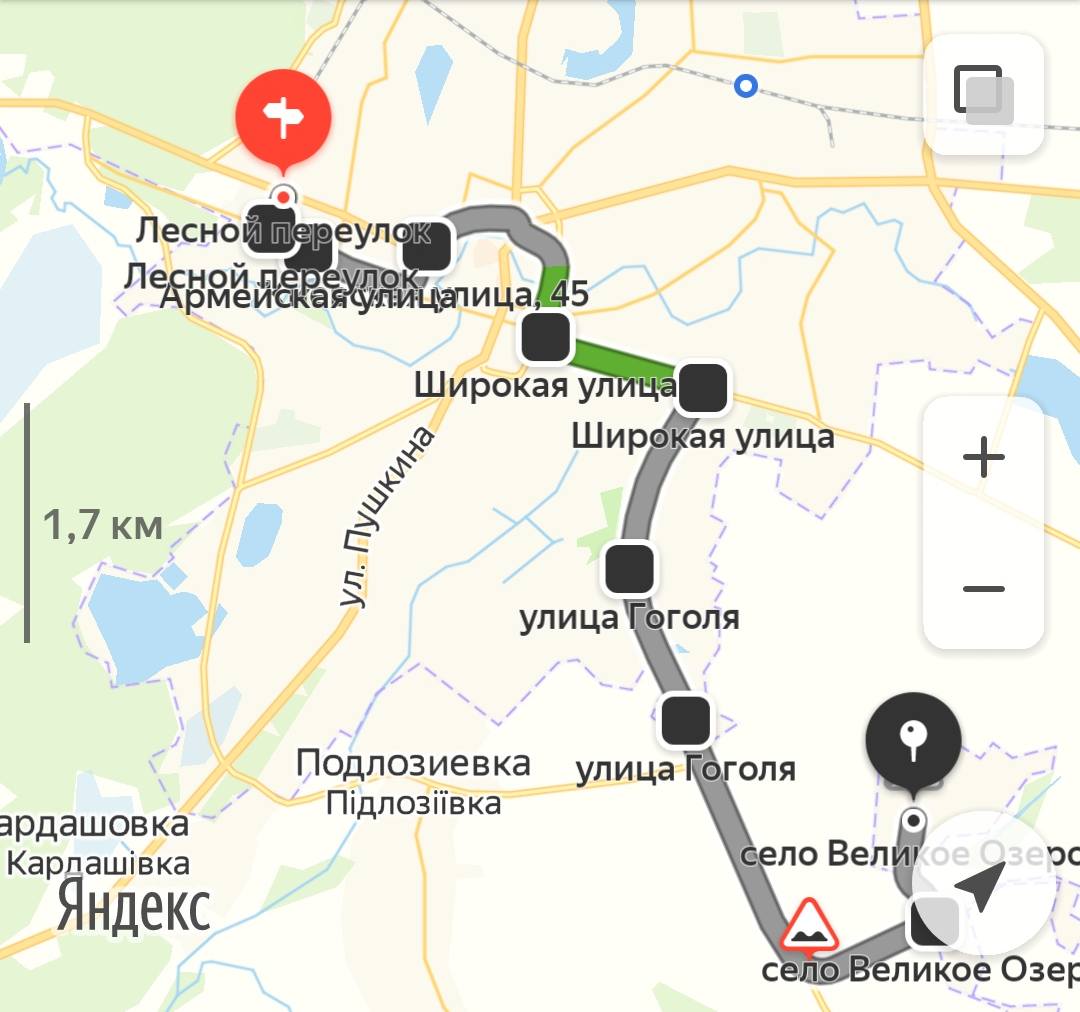 Лесной переулок
Лесной переулок
Армейская улица
улица, 45
Широкая улица
Широкая улица
ул. Пушкина
1,7 км
улица Гоголя
улица Гоголя
Подлозиевка
Підлозіївка
ардашовка
Кардашівка
село Великое Озеро
село Великое Озер
Яндекс